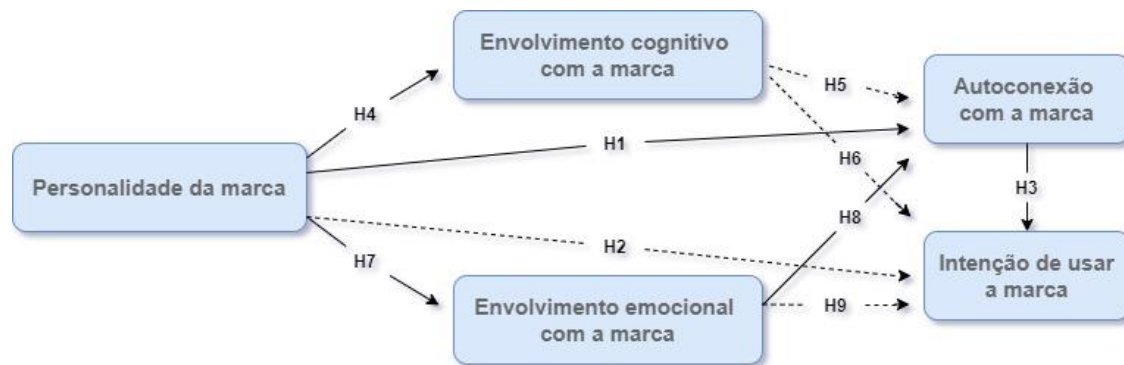 Envolvimento cognitivo
com a marca
H5
Autoconexão
com a marca
H4
H1
H6
Personalidade da marca
H3
H8
H2
H7
Intenção de usar
a marca
Envolvimento emocional
com a marca
H9